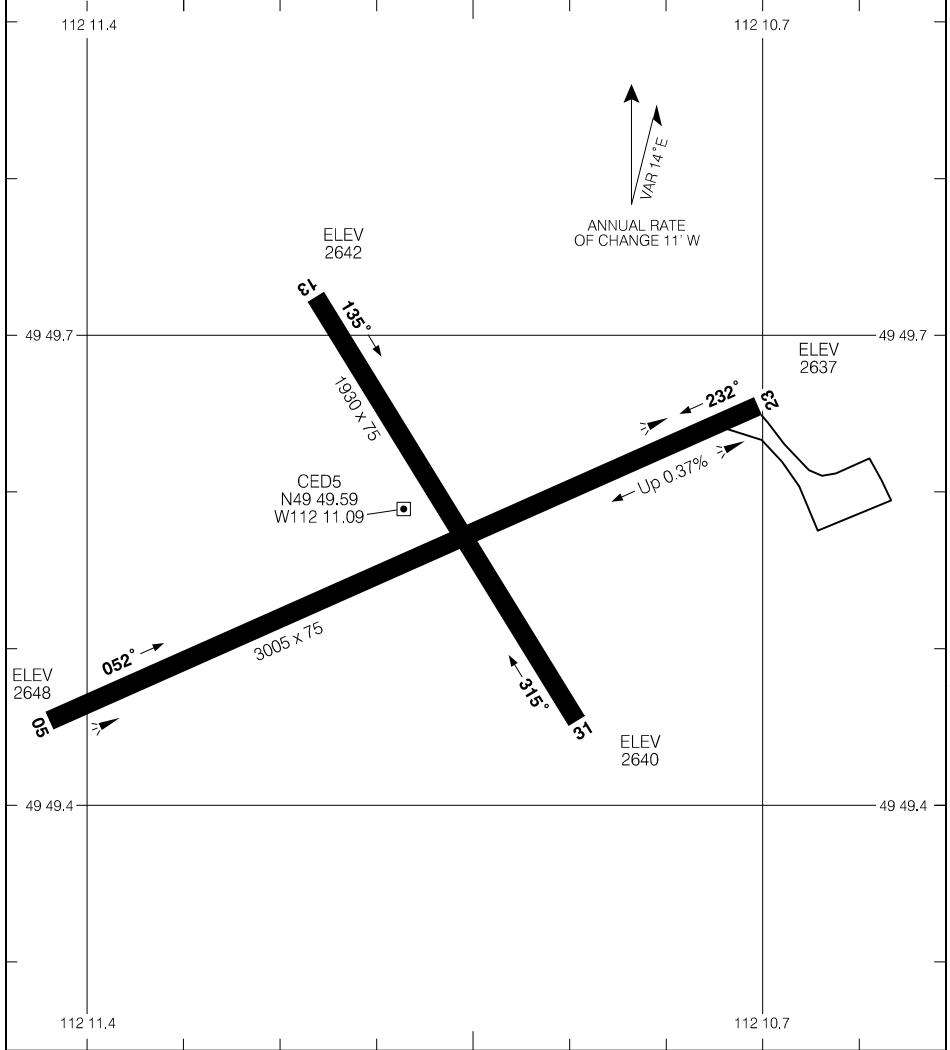 112 11.4
112 10.7
VAR 14°E
ANNUAL RATE
OF CHANGE 11' W
ELEV
2642
13
135°
49 49.7
49 49.7
ELEV
2637
1930 x 75
232°
23
Up 0.37%
CED5
N49 49.59
W112 11.09
3005 x 75
052°
ELEV
2648
05
315°
31
ELEV
2640
49 49.4
49 49.4
112 11.4
112 10.7